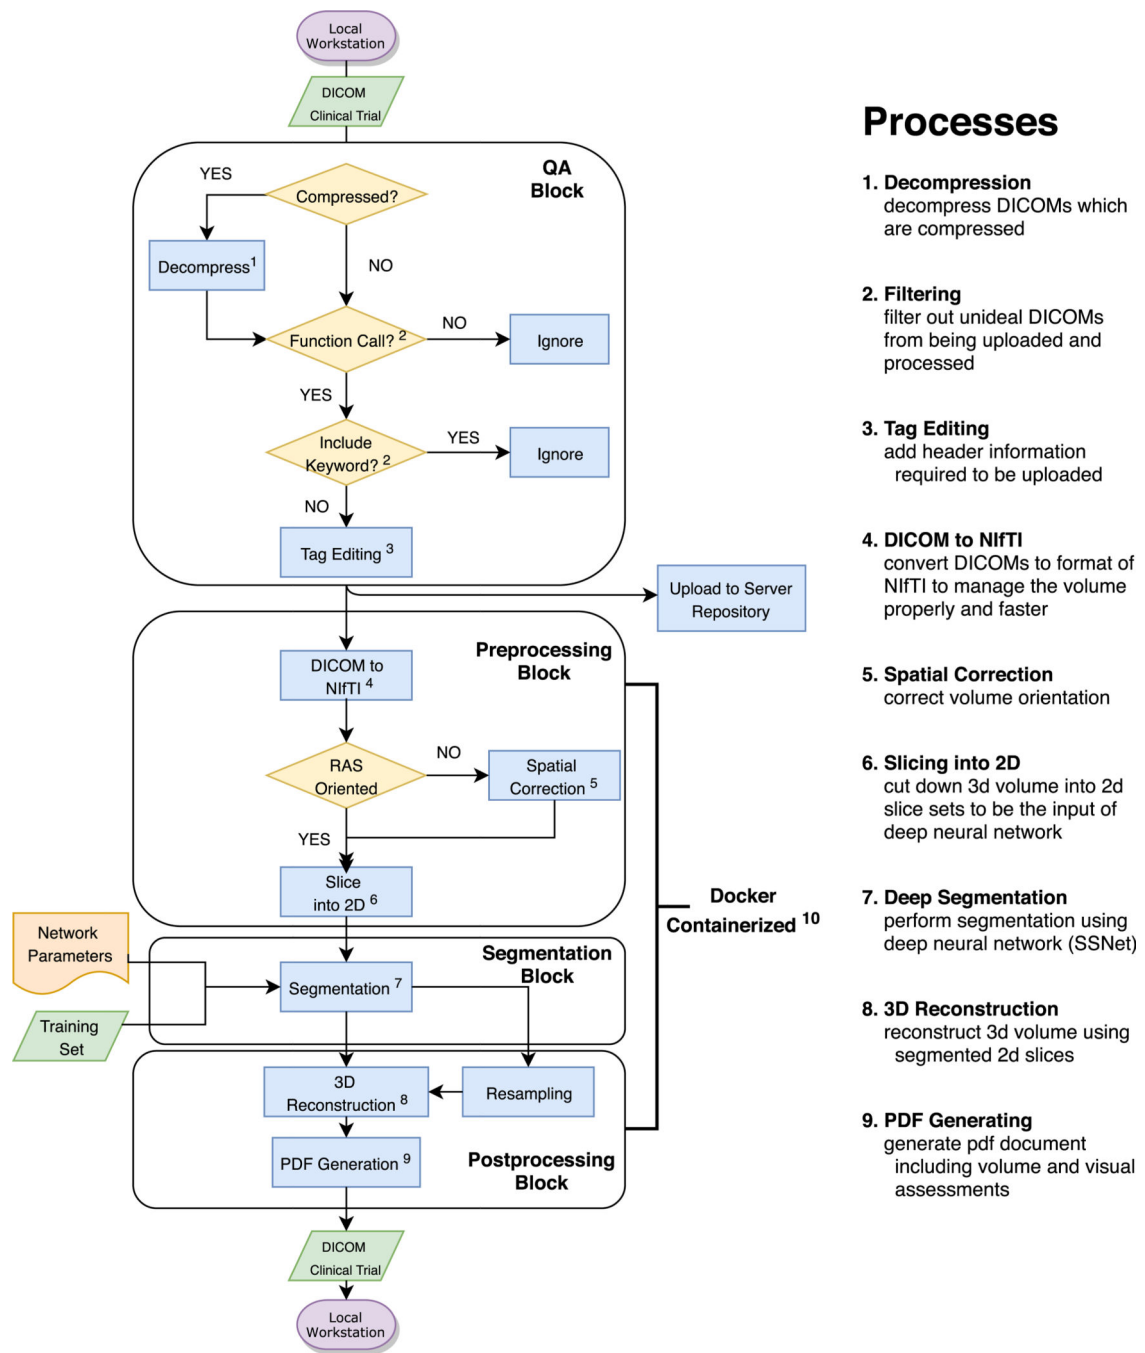 Local
Workstation
DICOM
Clinical Trial
QA
Block
YES
Compressed?
Decompress1
NO
Function Call? 2
NO
Ignore
YES
Include
Keyword? 2
YES
Ignore
NO
Tag Editing 3
Upload to Server
Repository
Preprocessing
Block
DICOM to
NIfTI 4
RAS
Oriented
NO
Spatial
Correction 5
YES
Slice
into 2D 6
Docker
Containerized 10
Network
Parameters
Training
Set
Segmentation
Block
Segmentation 7
3D
Reconstruction 8
Resampling
PDF Generation 9
Postprocessing
Block
DICOM
Clinical Trial
Local
Workstation
Processes
1. Decompression
decompress DICOMs which
are compressed
2. Filtering
filter out unideal DICOMs
from being uploaded and
processed
3. Tag Editing
add header information
required to be uploaded
4. DICOM to NIfTI
convert DICOMs to format of
NIfTI to manage the volume
properly and faster
5. Spatial Correction
correct volume orientation
6. Slicing into 2D
cut down 3d volume into 2d
slice sets to be the input of
deep neural network
7. Deep Segmentation
perform segmentation using
deep neural network (SSNet)
8. 3D Reconstruction
reconstruct 3d volume using
segmented 2d slices
9. PDF Generating
generate pdf document
including volume and visual
assessments